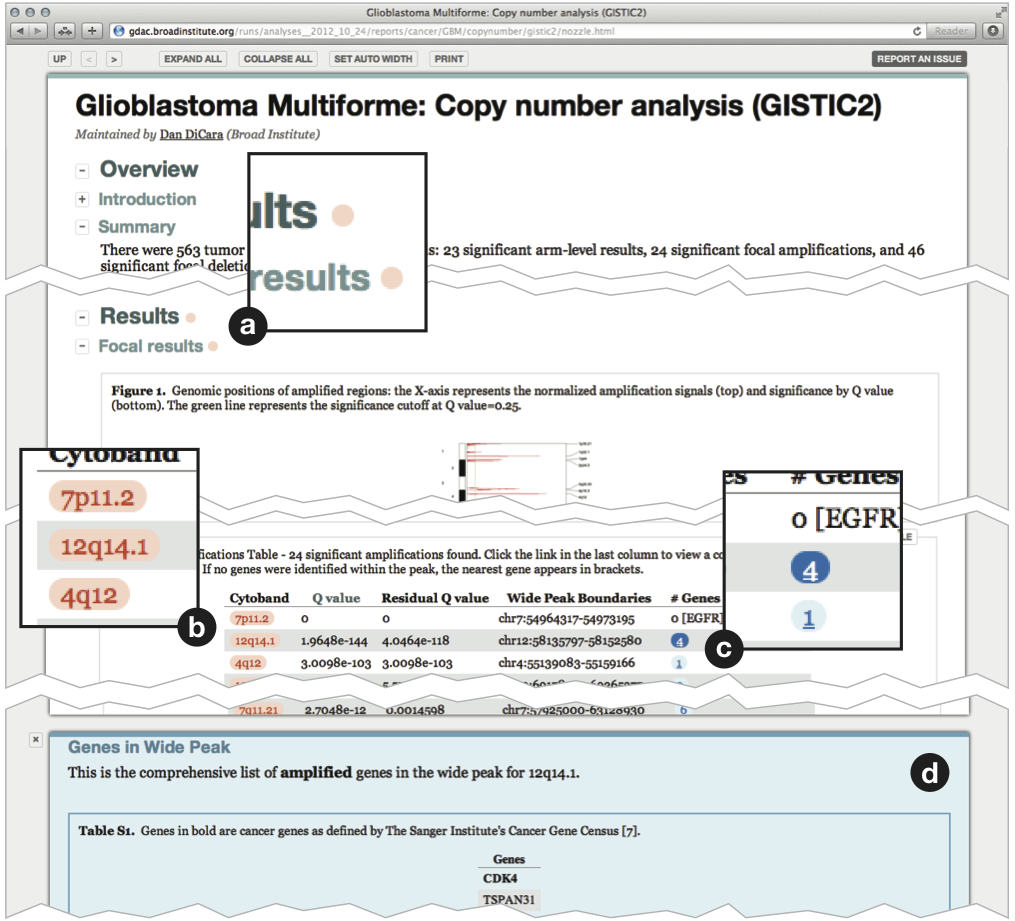 Glioblastoma Multiforme: Copy number analysis (GISTIC2)
gdac.broadinstitute.org/runs/analyses__2012_10_24/reports/cancer/GBM/copynumber/gistic2/nozzle.html
Reader
UP < > EXPAND ALL COLLAPSE ALL SET AUTO WIDTH PRINT REPORT AN ISSUE
Glioblastoma Multiforme: Copy number analysis (GISTIC2)
Maintained by Dan DiCara (Broad Institute)
- Overview
+ Introduction
- Summary
There were 563 tumor s: 23 significant arm-level results, 24 significant focal amplifications, and 46
significant focal deletio
ults
results
a
- Results
- Focal results
Figure 1. Genomic positions of amplified regions: the X-axis represents the normalized amplification signals (top) and significance by Q value
(bottom). The green line represents the significance cutoff at Q value=0.25.
Cytoband
7p11.2
12q14.1
4q12
b
es # Genes
0 [EGFR]
4
1
c
LE
fications Table - 24 significant amplifications found. Click the link in the last column to view a co
If no genes were identified within the peak, the nearest gene appears in brackets.
Cytoband Q value Residual Q value Wide Peak Boundaries # Genes
7p11.2 0 0 chr7:54964317-54973195 0 [EGFR]
12q14.1 1.9648e-144 4.0464e-118 chr12:58135797-58152580 4
4q12 3.0098e-103 3.0098e-103 chr4:55139083-55159166 1
7q11.21 2.7048e-12 0.0014598 chr7:57925000-63128930 6
x
Genes in Wide Peak
This is the comprehensive list of amplified genes in the wide peak for 12q14.1.
d
Table S1. Genes in bold are cancer genes as defined by The Sanger Institute's Cancer Gene Census [7].
Genes
CDK4
TSPAN31